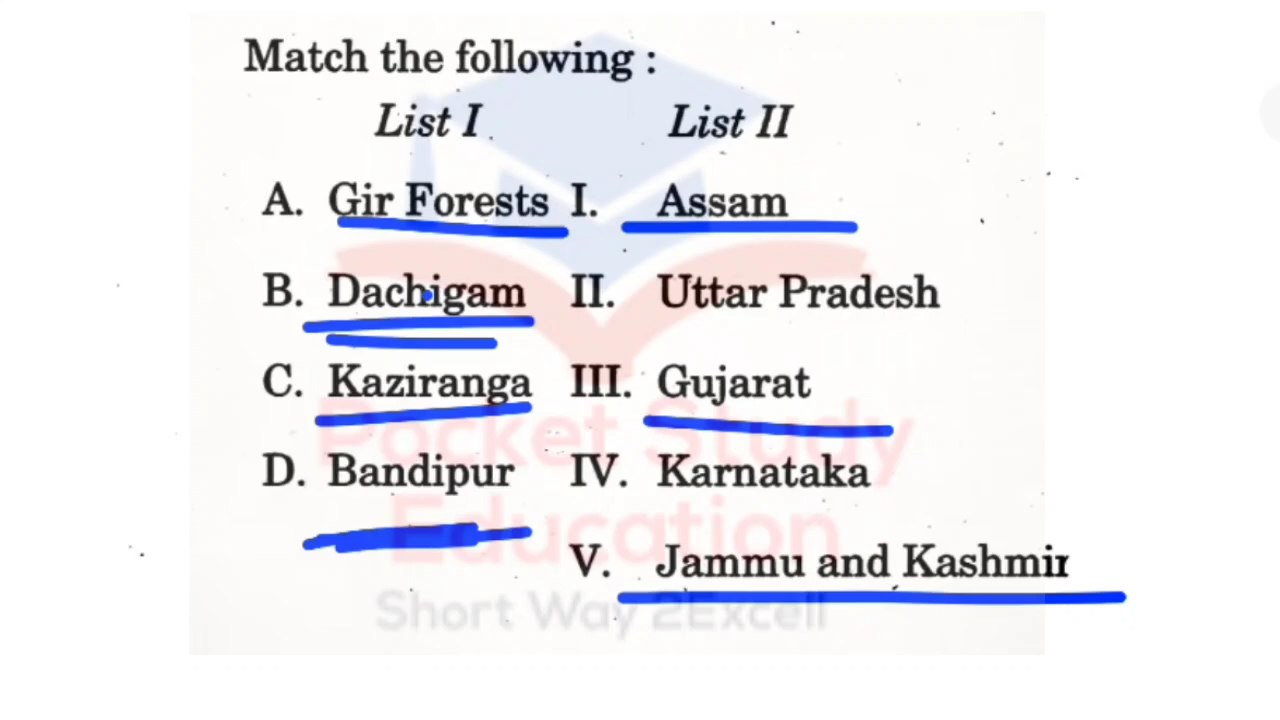 Match the following :
List I List II
A. Gir Forests I. Assam
B. Dachigam II. Uttar Pradesh
C. Kaziranga III. Gujarat
D. Bandipur IV. Karnataka
V. Jammu and Kashmir
Pocket Study
Education
Short Way 2Excell